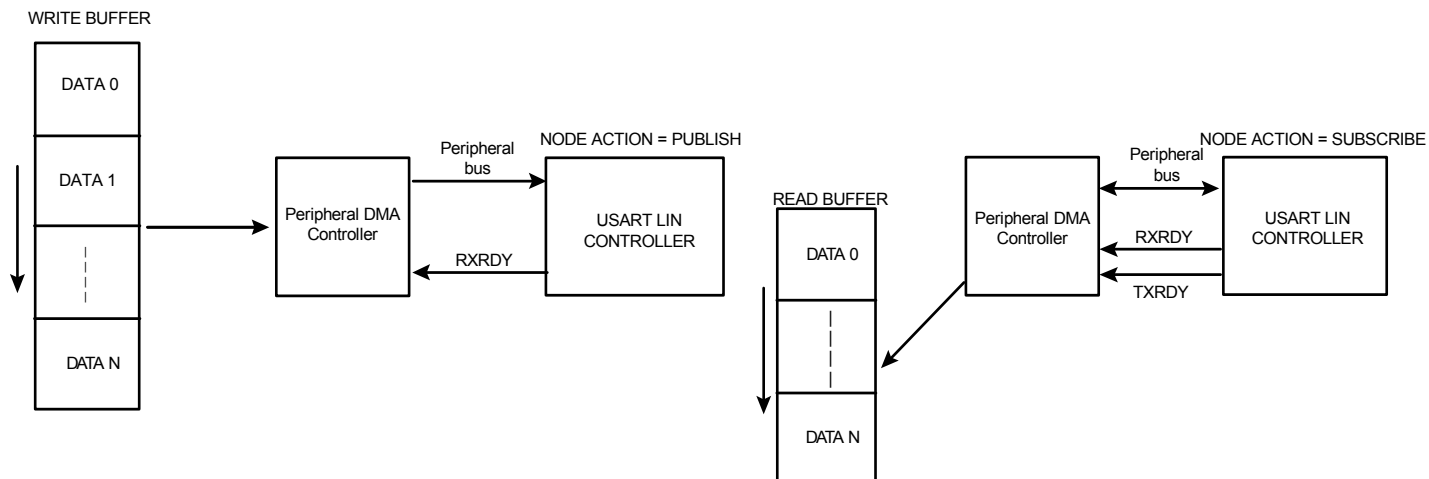 WRITE BUFFER
DATA 0
DATA 1
DATA N
Peripheral DMA
Controller
Peripheral
bus
RXRDY
NODE ACTION = PUBLISH
USART LIN
CONTROLLER
READ BUFFER
DATA 0
DATA N
Peripheral DMA
Controller
Peripheral
bus
RXRDY
TXRDY
NODE ACTION = SUBSCRIBE
USART LIN
CONTROLLER